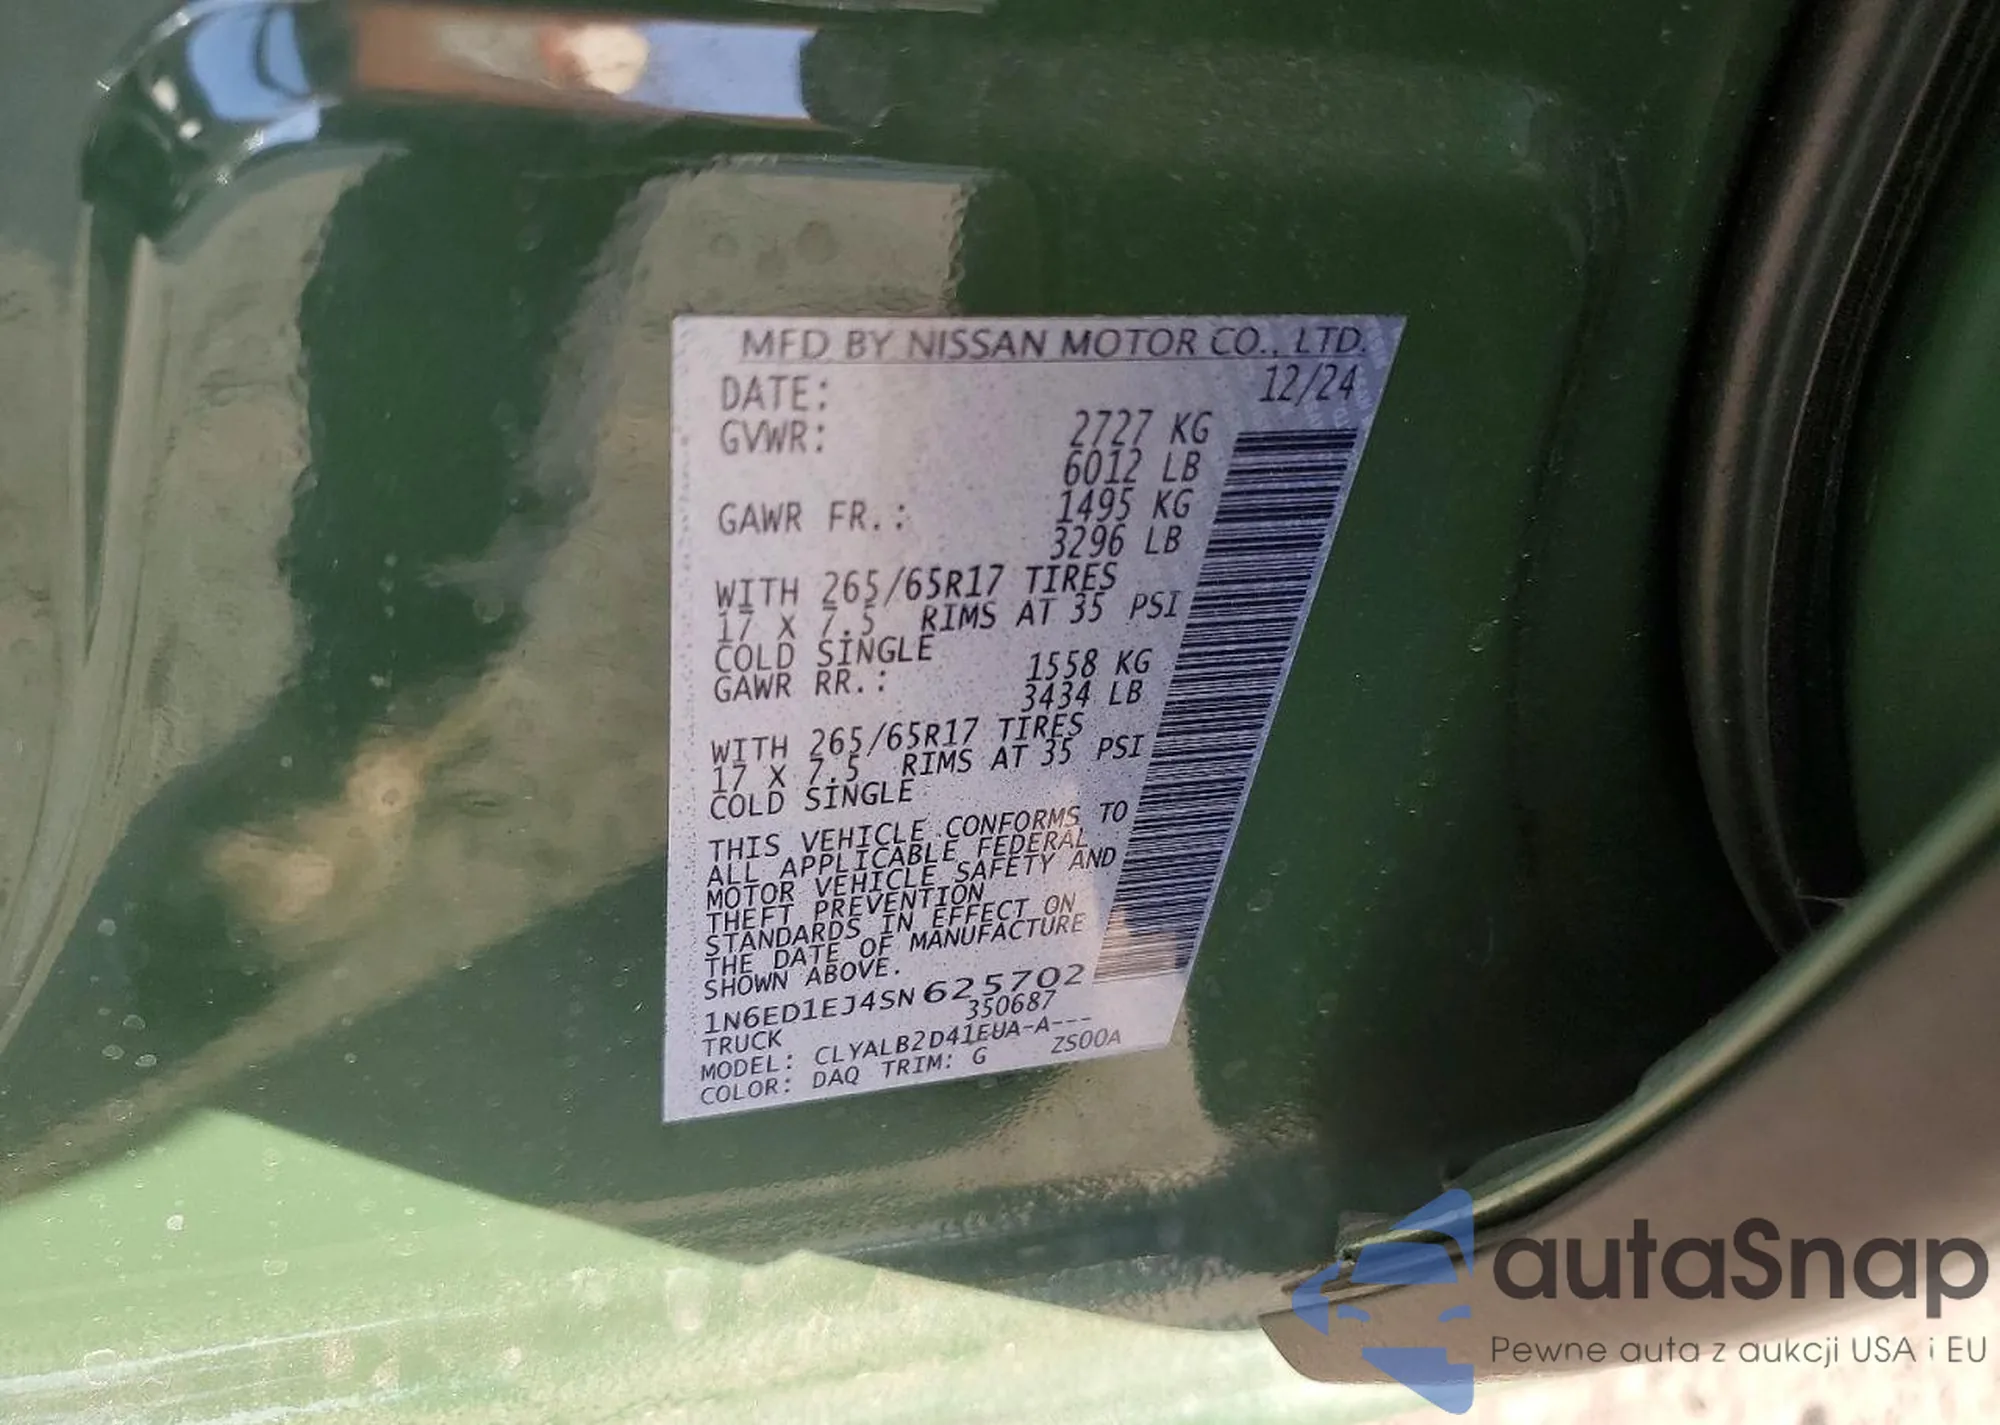 MFD BY NISSAN MOTOR CO., LTD.
DATE: 12/24
GVWR: 2727 KG
6012 LB
GAWR FR.: 1495 KG
3296 LB
WITH 265/65R17 TIRES
17 X 7.5 RIMS AT 35 PSI
COLD SINGLE
GAWR RR.: 1558 KG
3434 LB
WITH 265/65R17 TIRES
17 X 7.5 RIMS AT 35 PSI
COLD SINGLE
THIS VEHICLE CONFORMS TO
ALL APPLICABLE FEDERAL
MOTOR VEHICLE SAFETY AND
THEFT PREVENTION
STANDARDS IN EFFECT ON
THE DATE OF MANUFACTURE
SHOWN ABOVE.
1N6ED1EJ4SN625702
TRUCK 350687
MODEL: CLYALB2D41EUA-A---
COLOR: DAQ TRIM: G ZS00A
autaSnap
Pewne auta z aukcji USA i EU